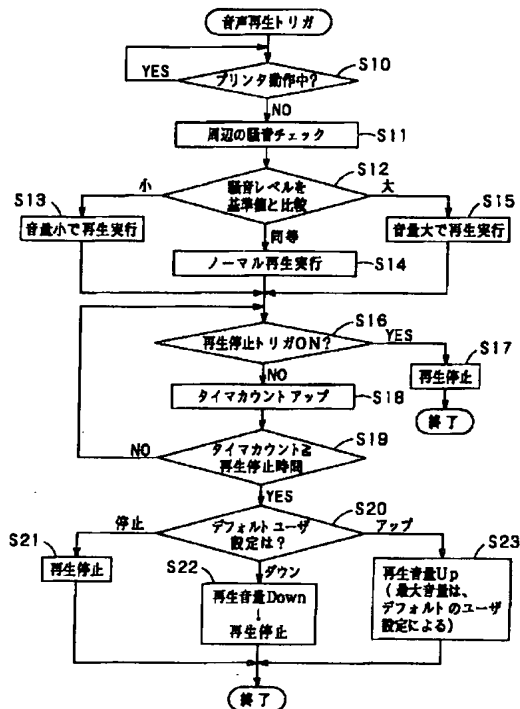 音声再生トリガ
S10
YES
プリンタ動作中?
NO
周辺の騒音チェック
S11
S12
小
騒音レベルを
基準値と比較
大
S13
S15
音量小で再生実行
同等
音量大で再生実行
ノーマル再生実行
S14
S16
再生停止トリガON?
YES
S17
NO
再生停止
タイマカウントアップ
S18
終了
S19
NO
タイマカウント≧
再生停止時間
YES
S20
停止
デフォルトユーザ
設定は?
アップ
S21
S22
ダウン
S23
再生停止
再生音量Down
↓
再生停止
再生音量Up
(最大音量は、
デフォルトのユーザ
設定による)
終了